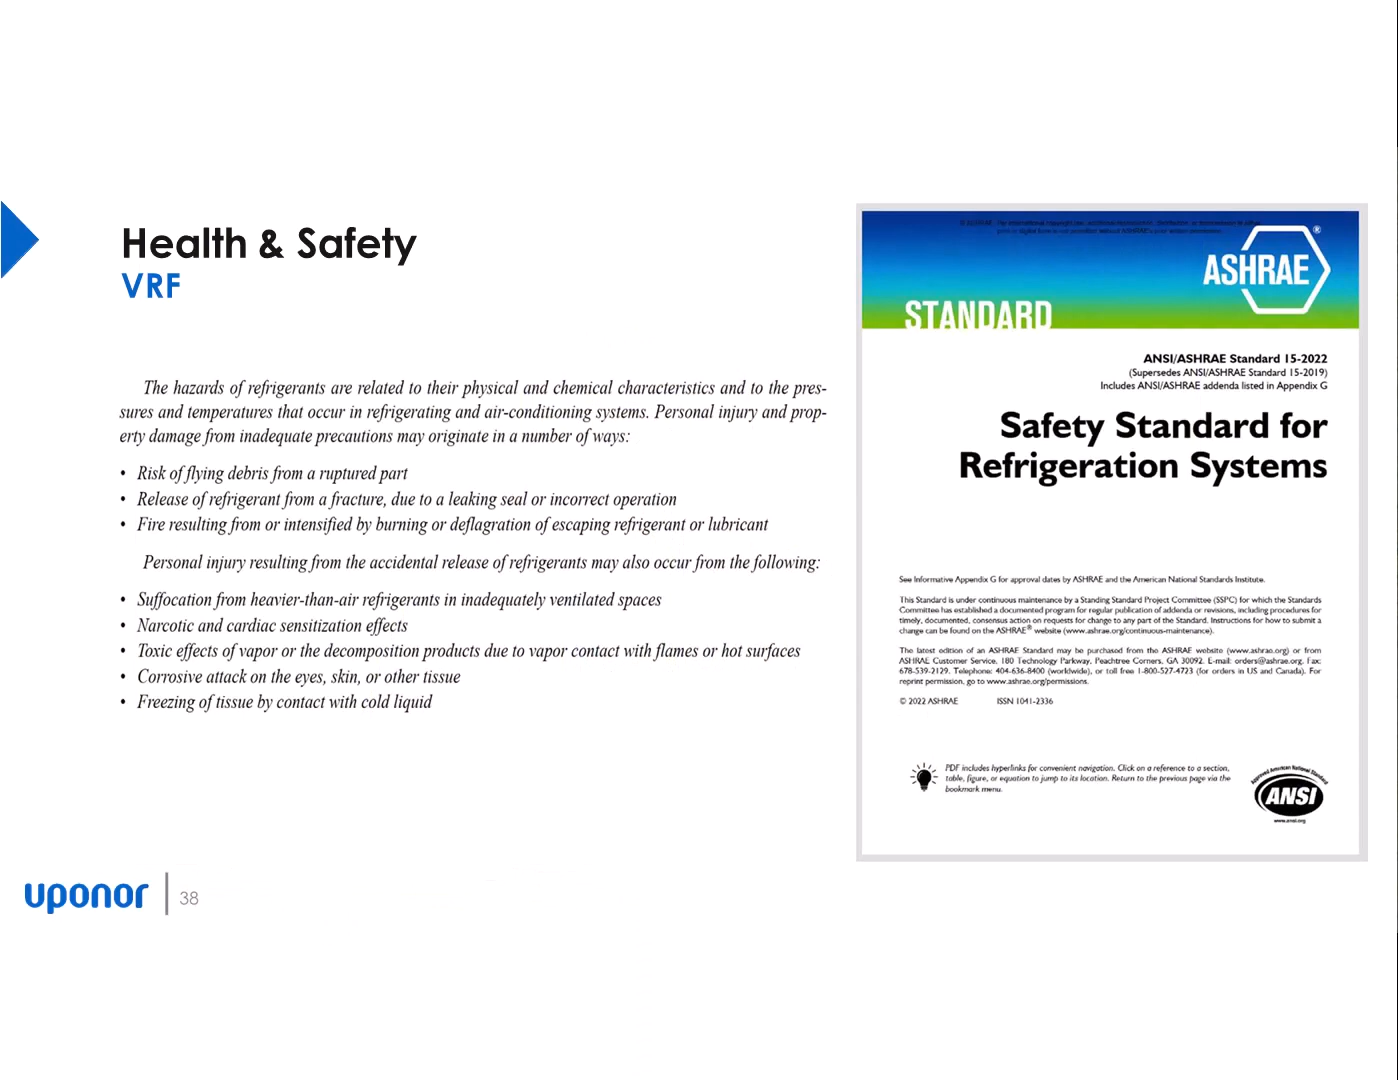 Health & Safety
VRF
The hazards of refrigerants are related to their physical and chemical characteristics and to the pres-
sures and temperatures that occur in refrigerating and air-conditioning systems. Personal injury and prop-
erty damage from inadequate precautions may originate in a number of ways:
• Risk of flying debris from a ruptured part
• Release of refrigerant from a fracture, due to a leaking seal or incorrect operation
• Fire resulting from or intensified by burning or deflagration of escaping refrigerant or lubricant
Personal injury resulting from the accidental release of refrigerants may also occur from the following:
• Suffocation from heavier-than-air refrigerants in inadequately ventilated spaces
• Narcotic and cardiac sensitization effects
• Toxic effects of vapor or the decomposition products due to vapor contact with flames or hot surfaces
• Corrosive attack on the eyes, skin, or other tissue
• Freezing of tissue by contact with cold liquid
uponor
38
ASHRAE®
STANDARD
ANSI/ASHRAE Standard 15-2022
(Supersedes ANSI/ASHRAE Standard 15-2019)
Includes ANSI/ASHRAE addenda listed in Appendix G
Safety Standard for
Refrigeration Systems
See Informative Appendix G for approval dates by ASHRAE and the American National Standards Institute.
This Standard is under continuous maintenance by a Standing Standard Project Committee (SSPC) for which the Standards
Committee has established a documented program for regular publication of addenda or revisions, including procedures for
timely, documented, consensus action on requests for change to any part of the Standard. Instructions for how to submit a
change can be found on the ASHRAE® website (www.ashrae.org/continuous-maintenance).
The latest edition of an ASHRAE Standard may be purchased from the ASHRAE website (www.ashrae.org) or from
ASHRAE Customer Service, 180 Technology Parkway, Peachtree Corners, GA 30092. E-mail: orders@ashrae.org. Fax:
678-539-2129. Telephone: 404-636-8400 (worldwide), or toll free 1-800-527-4723 (for orders in US and Canada). For
reprint permission, go to www.ashrae.org/permissions.
© 2022 ASHRAE ISSN 1041-2336
PDF includes hyperlinks for convenient navigation. Click on a reference to a section,
table, figure, or equation to jump to its location. Return to the previous page via the
bookmark menu.
Approved American National Standard
ANSI
www.ansi.org